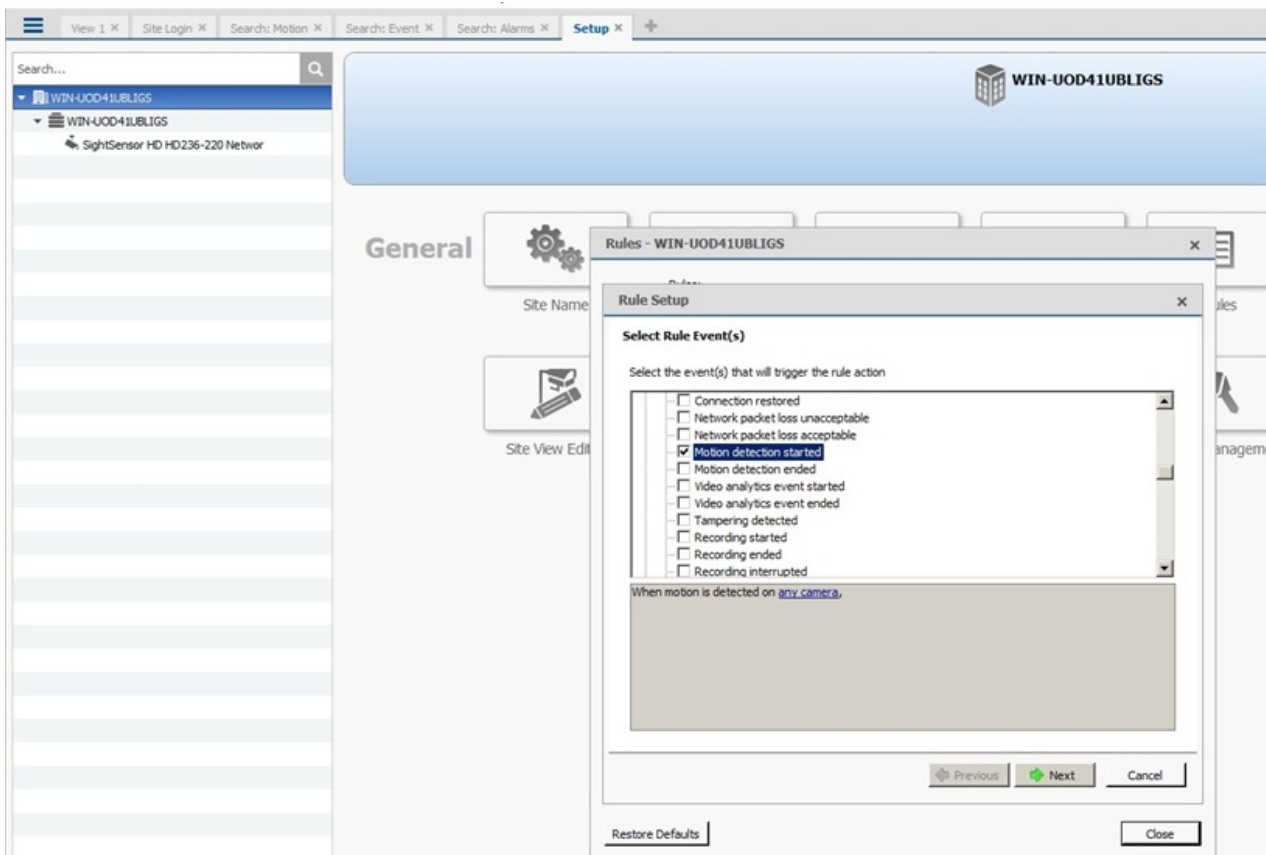 View 1 Site Login Search: Motion Search: Event Search: Alarms Setup
Search...
WIN-UOD41UBLIGS
WIN-UOD41UBLIGS
WIN-UOD41UBLIGS
SightSensor HD HD236-220 Networ
General
Rules - WIN-UOD41UBLIGS
Site Name
Rule Setup
ules
Select Rule Event(s)
Select the event(s) that will trigger the rule action
Connection restored
Network packet loss unacceptable
Network packet loss acceptable
Motion detection started
Site View Edit
anagem
Motion detection ended
Video analytics event started
Video analytics event ended
Tampering detected
Recording started
Recording ended
Recording interrupted
When motion is detected on any camera,
Previous Next Cancel
Restore Defaults Close